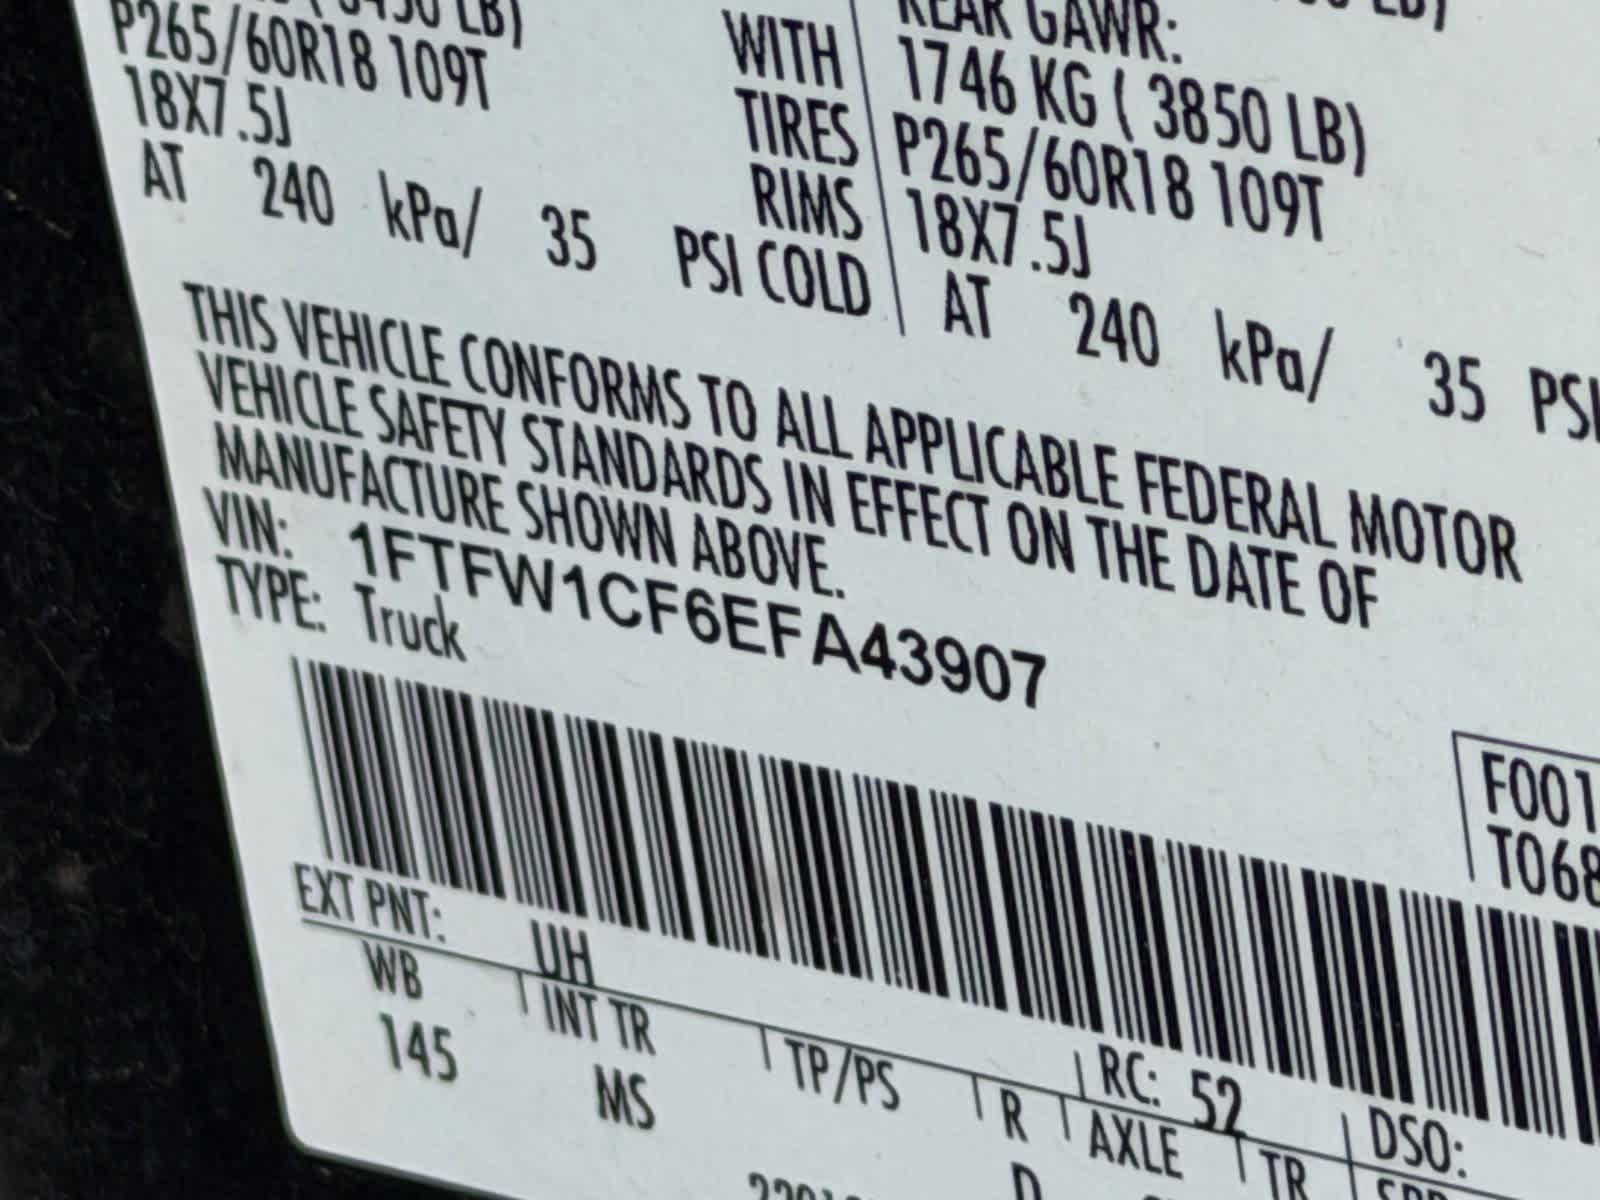 P265/60R18 109T
18X7.5J
AT 240 kPa/ 35 PSI COLD
WITH
TIRES
RIMS
REAR GAWR:
1746 KG ( 3850 LB)
P265/60R18 109T
18X7.5J
AT 240 kPa/ 35 PSI
THIS VEHICLE CONFORMS TO ALL APPLICABLE FEDERAL MOTOR
VEHICLE SAFETY STANDARDS IN EFFECT ON THE DATE OF
MANUFACTURE SHOWN ABOVE.
VIN: 1FTFW1CF6EFA43907
TYPE: Truck
F001
T068
EXT PNT: UH
RC: 52
DSO:
WB
INT TR
TP/PS
R
AXLE
TR
145
MS